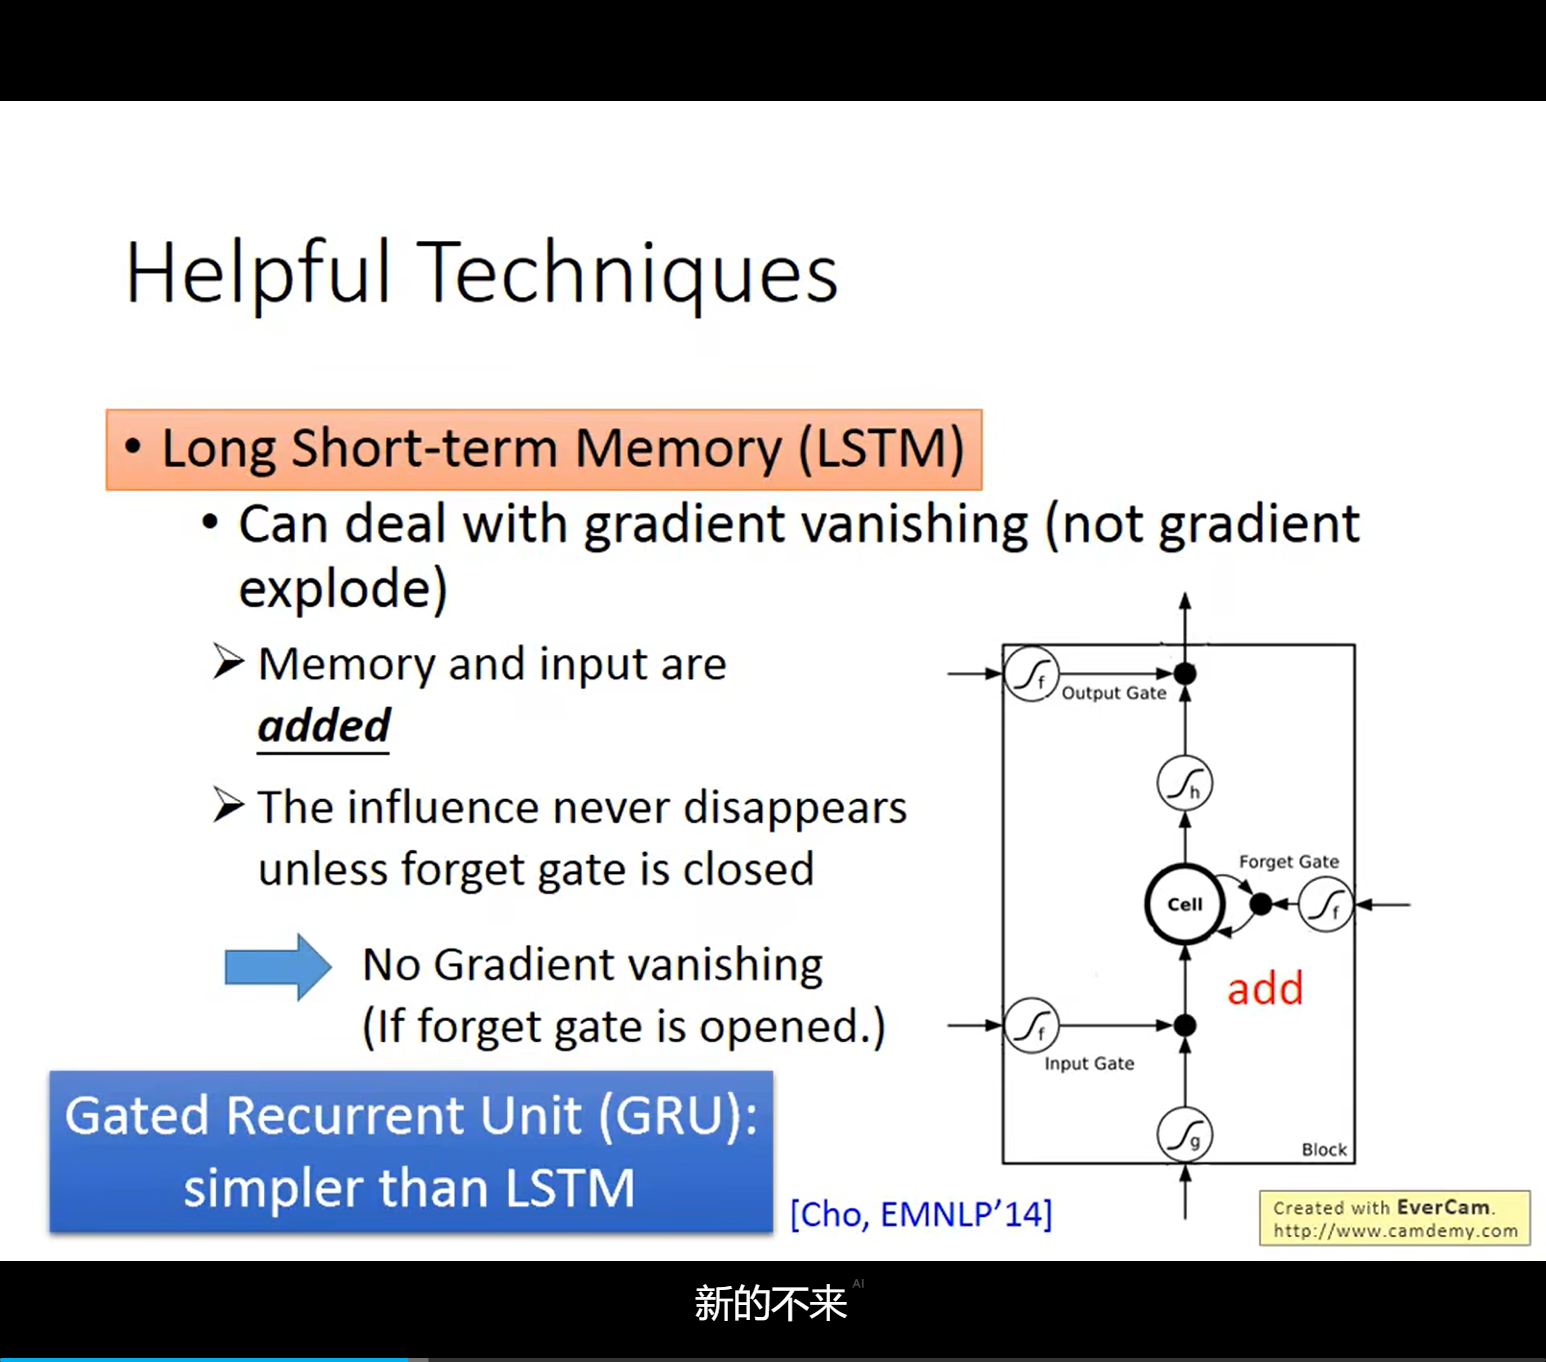 Helpful Techniques
• Long Short-term Memory (LSTM)
• Can deal with gradient vanishing (not gradient
explode)
➢ Memory and input are
added
➢ The influence never disappears
unless forget gate is closed
No Gradient vanishing
(If forget gate is opened.)
Gated Recurrent Unit (GRU):
simpler than LSTM
[Cho, EMNLP’14]
f
Output Gate
h
Forget Gate
Cell
f
add
f
Input Gate
g
Block
Created with EverCam.
http://www.camdemy.com
新的不来
AI